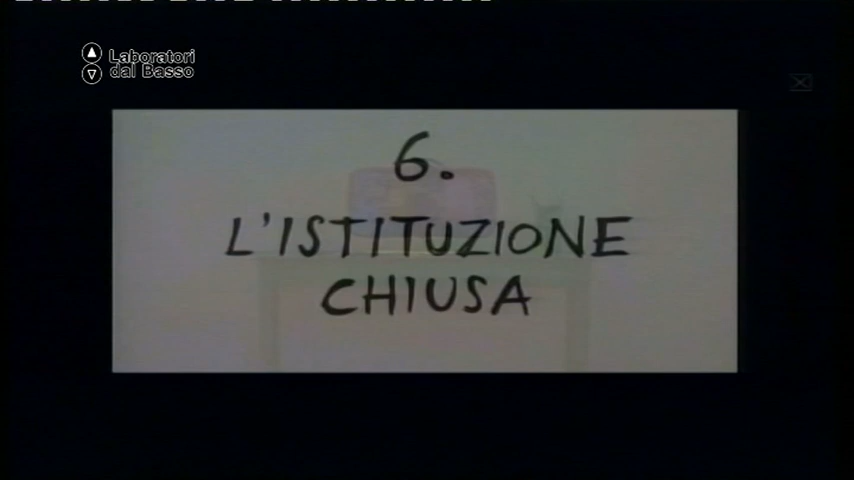 Laboratori
dal Basso
6.
L'ISTITUZIONE
CHIUSA